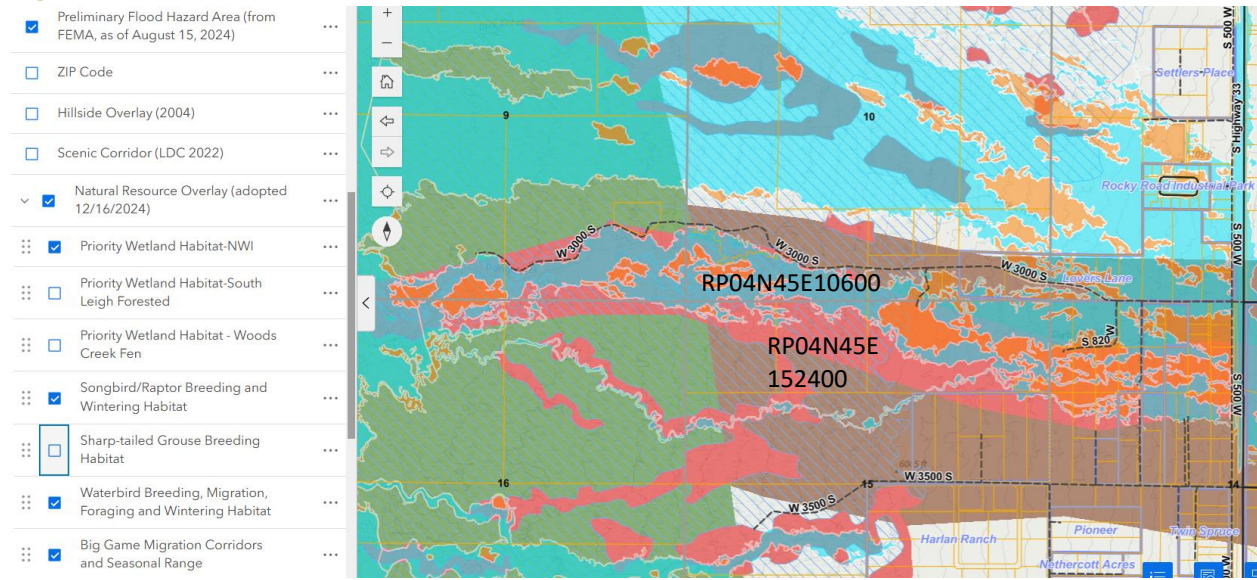 Preliminary Flood Hazard Area (from
FEMA, as of August 15, 2024)
ZIP Code
Hillside Overlay (2004)
Scenic Corridor (LDC 2022)
Natural Resource Overlay (adopted
12/16/2024)
Priority Wetland Habitat-NWI
Priority Wetland Habitat-South
Leigh Forested
Priority Wetland Habitat - Woods
Creek Fen
Songbird/Raptor Breeding and
Wintering Habitat
Sharp-tailed Grouse Breeding
Habitat
Waterbird Breeding, Migration,
Foraging and Wintering Habitat
Big Game Migration Corridors
and Seasonal Range
S 500 W
Settlers Place
S Highway 33
9
10
Rocky Road Industrial Park
S 500 W
W 3000 S
W 3000 S
W 3000 S
Lovers Lane
RP04N45E10600
S 820 W
RP04N45E
152400
S 500 W
16
W 3500 S
15
14
W 3500 S
Harlan Ranch
Pioneer
Twin Spruce
Nethercott Acres